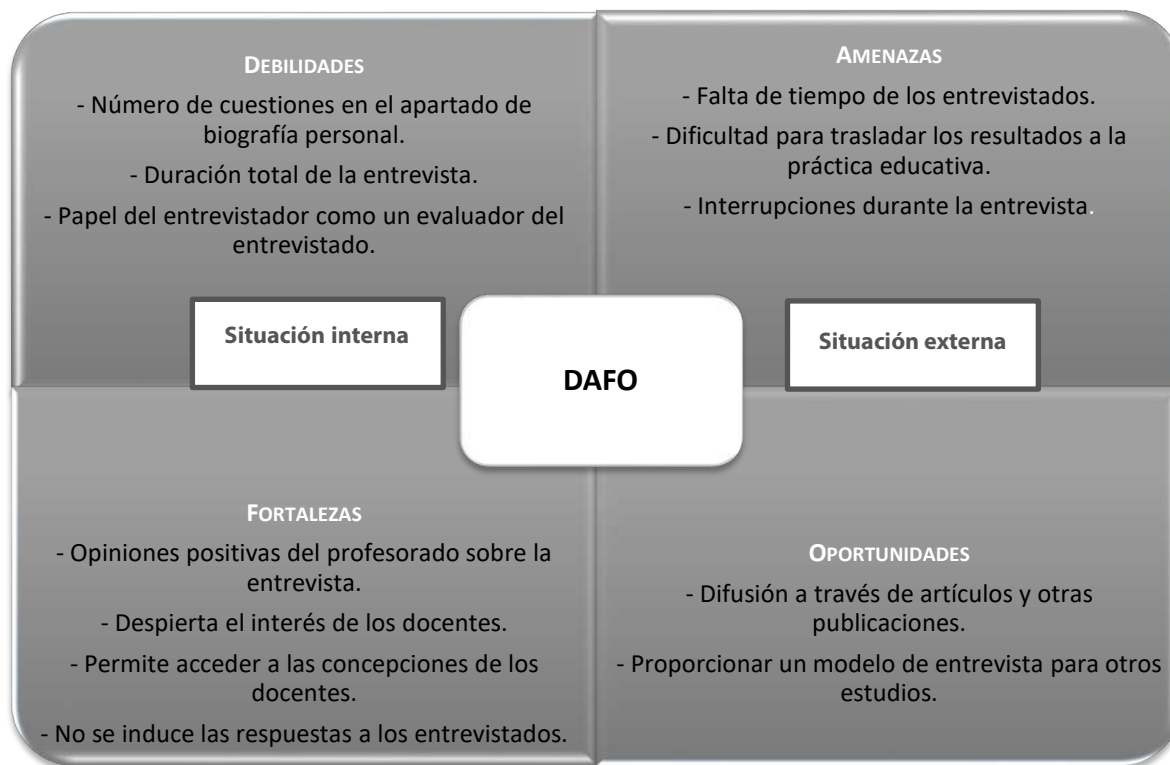 DEBILIDADES
- Número de cuestiones en el apartado de
biografía personal.
- Duración total de la entrevista.
- Papel del entrevistador como un evaluador del
entrevistado.
AMENAZAS
- Falta de tiempo de los entrevistados.
- Dificultad para trasladar los resultados a la
práctica educativa.
- Interrupciones durante la entrevista.
Situación interna
DAFO
Situación externa
FORTALEZAS
- Opiniones positivas del profesorado sobre la
entrevista.
- Despierta el interés de los docentes.
- Permite acceder a las concepciones de los
docentes.
- No se induce las respuestas a los entrevistados.
OPORTUNIDADES
- Difusión a través de artículos y otras
publicaciones.
- Proporcionar un modelo de entrevista para otros
estudios.